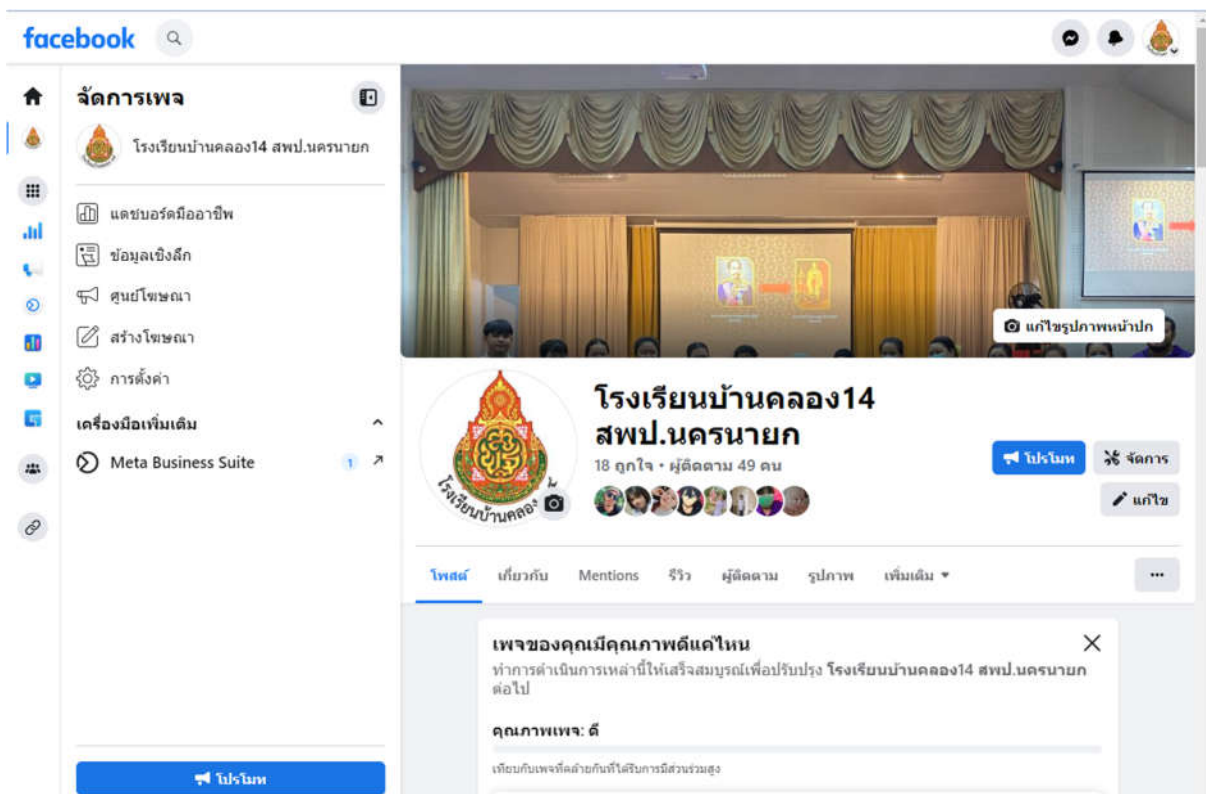 facebook
จัดการเพจ
โรงเรียนบ้านคลอง14 สพป.นครนายก
แดชบอร์ดมืออาชีพ
ข้อมูลเชิงลึก
ศูนย์โฆษณา
สร้างโฆษณา
การตั้งค่า
เครื่องมือเพิ่มเติม
Meta Business Suite 1
โปรโมท
แก้ไขรูปภาพหน้าปก
โรงเรียนบ้านคลอง
โรงเรียนบ้านคลอง14
สพป.นครนายก
18 ถูกใจ • ผู้ติดตาม 49 คน
โปรโมท
จัดการ
แก้ไข
โพสต์ เกี่ยวกับ Mentions รีวิว ผู้ติดตาม รูปภาพ เพิ่มเติม
เพจของคุณมีคุณภาพดีแค่ไหน
ทำการดำเนินการเหล่านี้ให้เสร็จสมบูรณ์เพื่อปรับปรุง โรงเรียนบ้านคลอง14 สพป.นครนายก
ต่อไป
คุณภาพเพจ: ดี
เทียบกับเพจที่คล้ายกันที่ได้รับการมีส่วนร่วมสูง